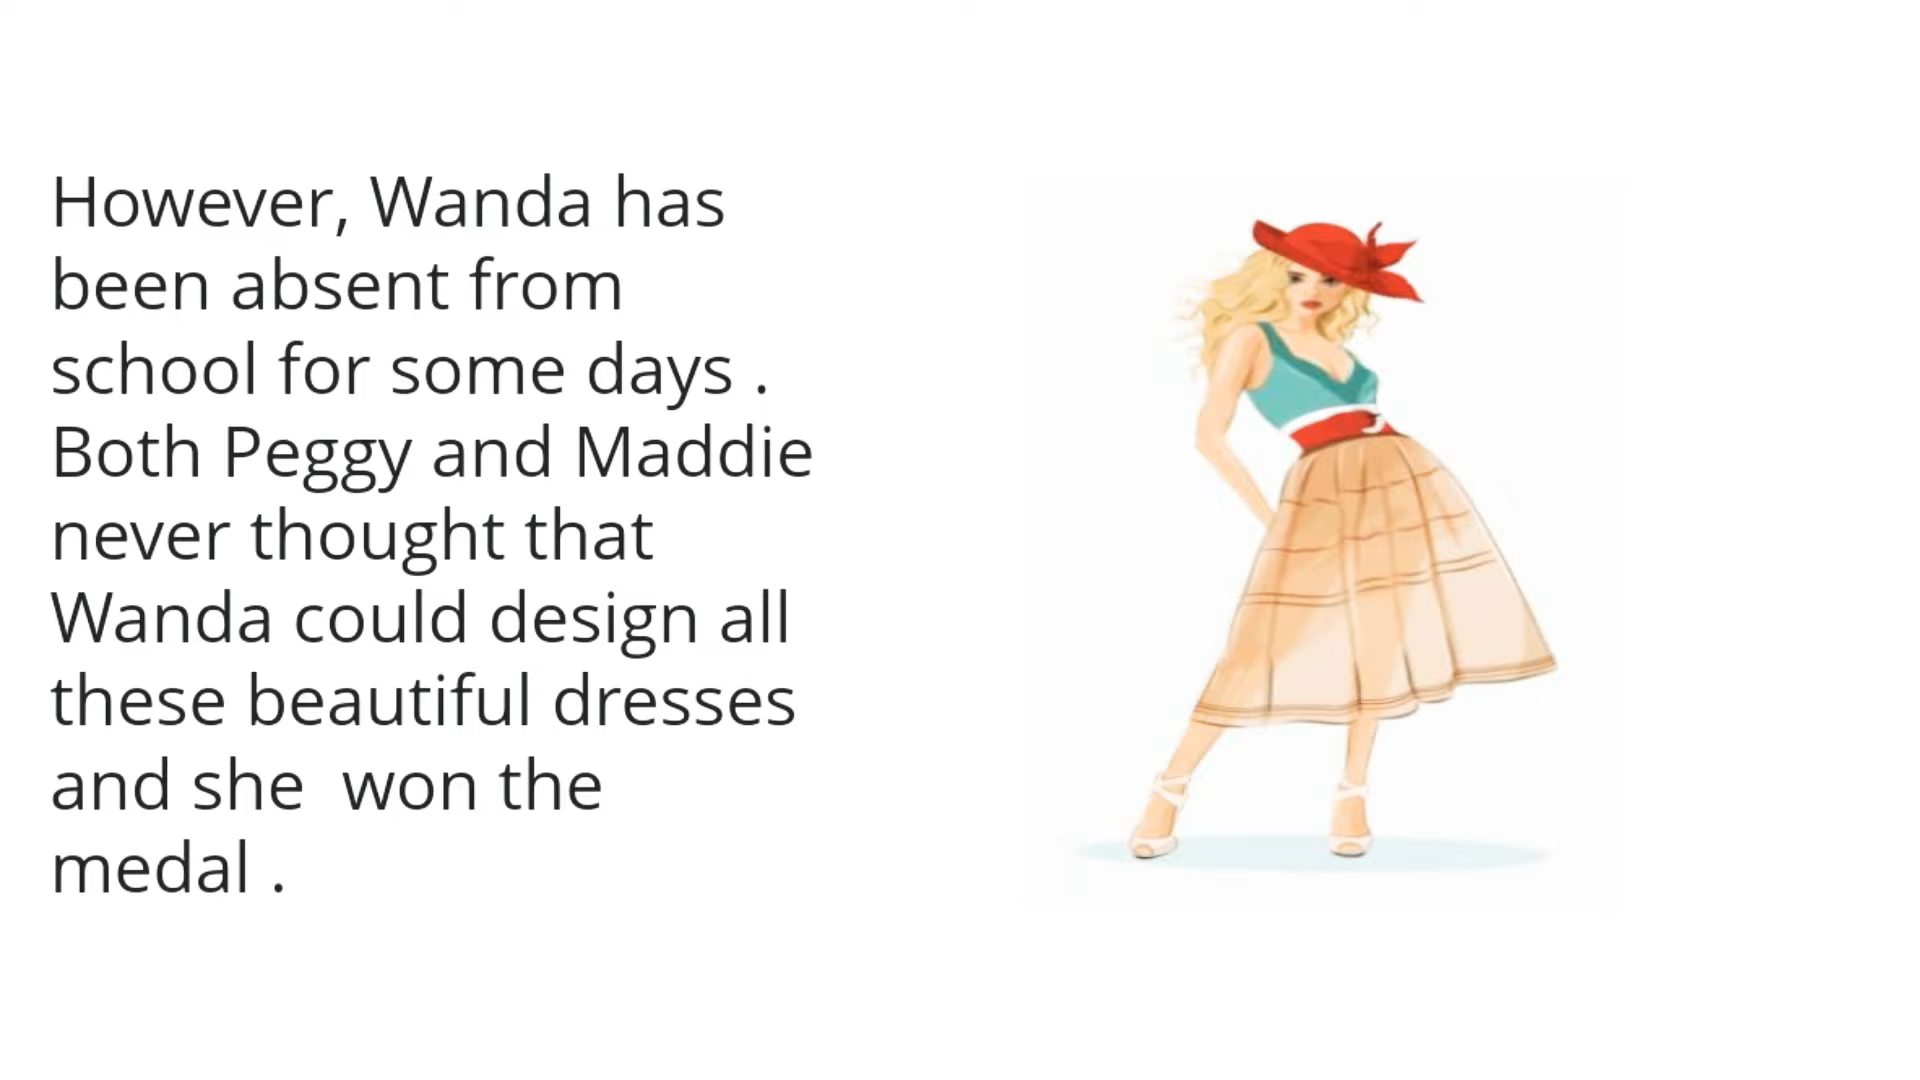 However, Wanda has
been absent from
school for some days .
Both Peggy and Maddie
never thought that
Wanda could design all
these beautiful dresses
and she  won the
medal .